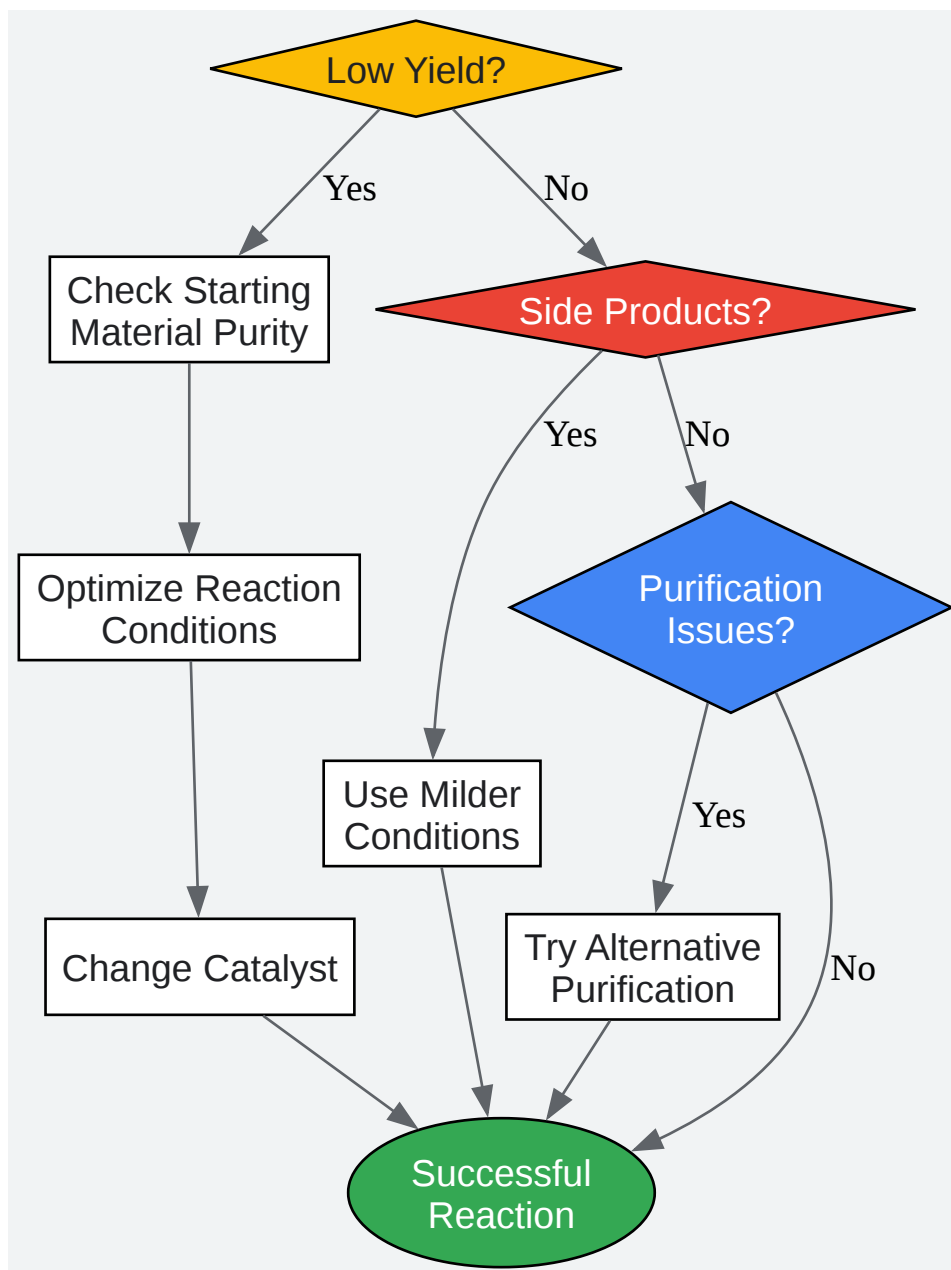 Low Yield?
Yes
No
Check Starting
Material Purity
Side Products?
Yes
No
Optimize Reaction
Conditions
Purification
Issues?
Use Milder
Conditions
Yes
Change Catalyst
Try Alternative
Purification
No
Successful
Reaction